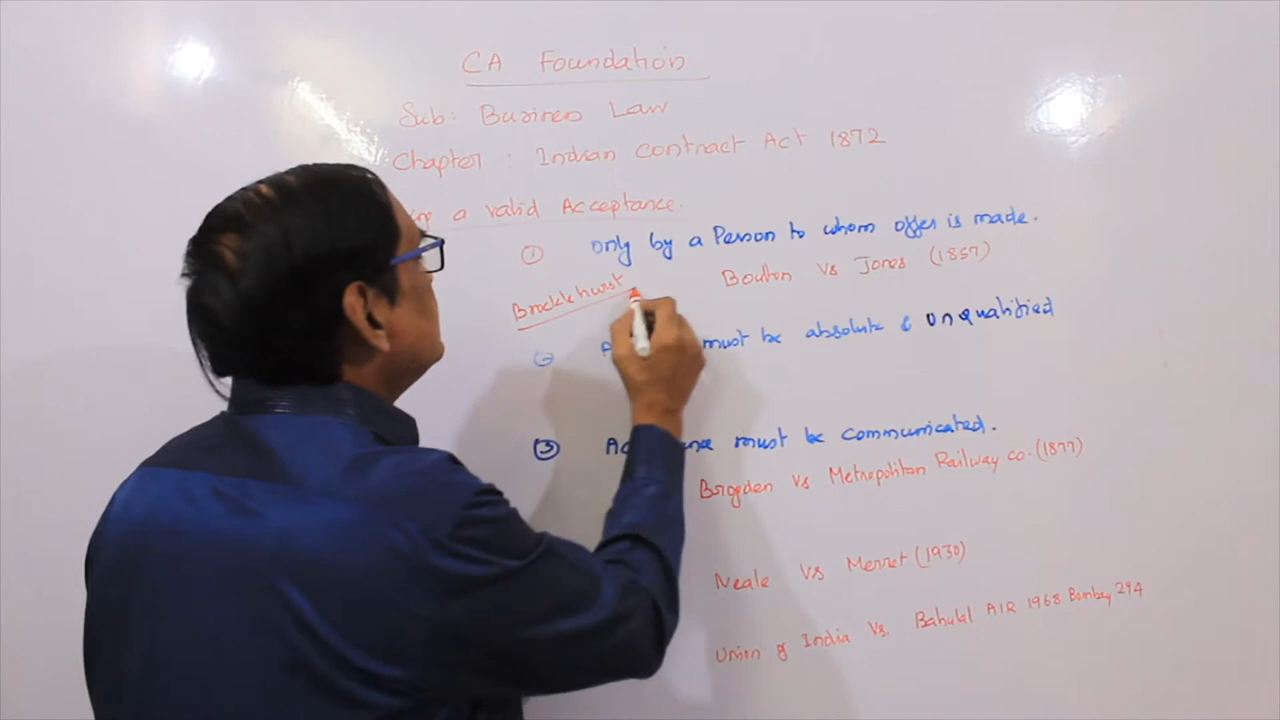 CA Foundation
Sub: Business Law
Chapter : Indian Contract Act 1872
a valid Acceptance.
① only by a Person to whom offer is made.
Boulton Vs Jones (1857)
Brocklehurst
② must be absolute & unqualified
③ must be communicated.
Brogden Vs Metropolitan Railway co. (1877)
Neale Vs Merret (1930)
Union of India Vs. Bahulal AIR 1968 Bombay 294